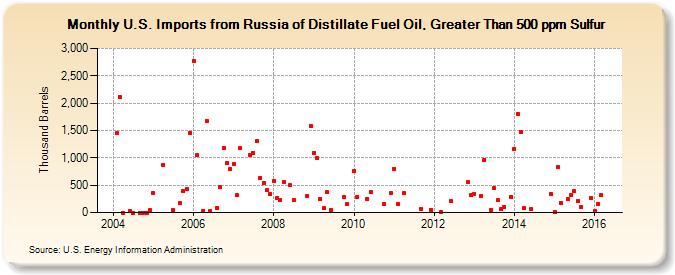 Monthly U.S. Imports from Russia of Distillate Fuel Oil, Greater Than 500 ppm Sulfur
Thousand Barrels
3,000
2,500
2,000
1,500
1,000
500
0
2004 2006 2008 2010 2012 2014 2016
Source: U.S. Energy Information Administration